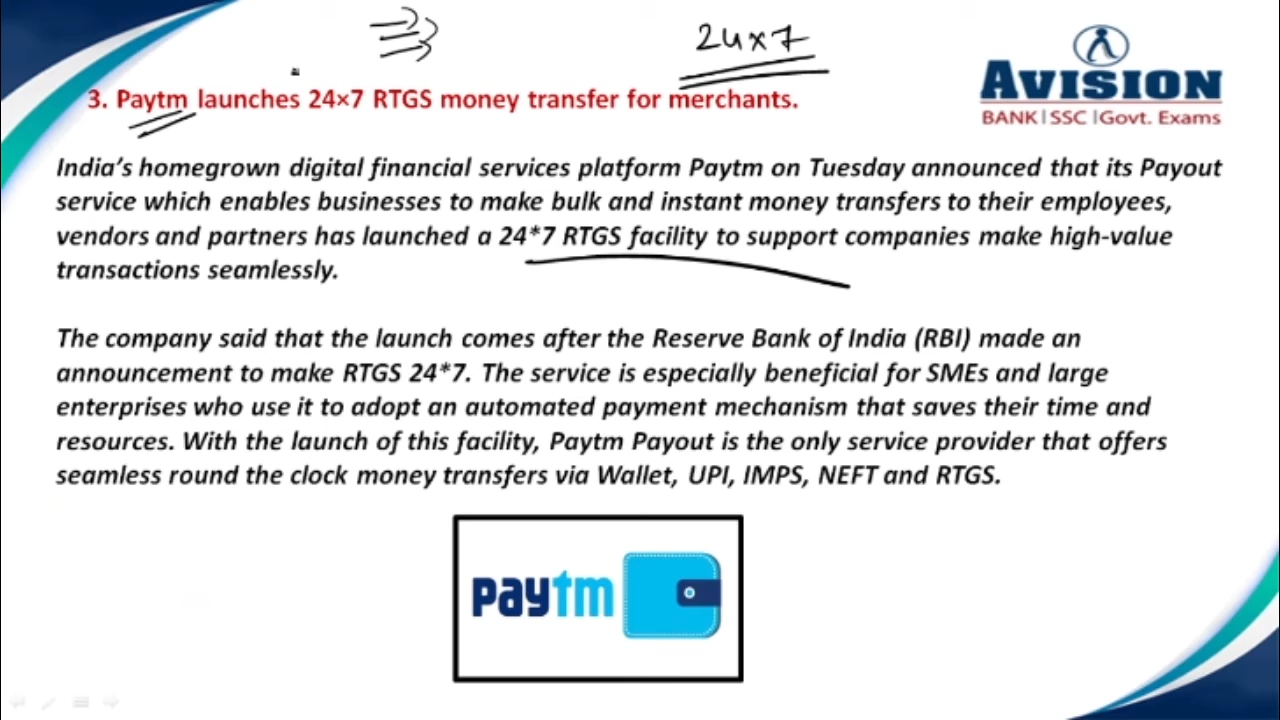 24x7
3. Paytm launches 24×7 RTGS money transfer for merchants.
AVISION
BANK|SSC|Govt. Exams
India's homegrown digital financial services platform Paytm on Tuesday announced that its Payout
service which enables businesses to make bulk and instant money transfers to their employees,
vendors and partners has launched a 24*7 RTGS facility to support companies make high-value
transactions seamlessly.
The company said that the launch comes after the Reserve Bank of India (RBI) made an
announcement to make RTGS 24*7. The service is especially beneficial for SMEs and large
enterprises who use it to adopt an automated payment mechanism that saves their time and
resources. With the launch of this facility, Paytm Payout is the only service provider that offers
seamless round the clock money transfers via Wallet, UPI, IMPS, NEFT and RTGS.
paytm